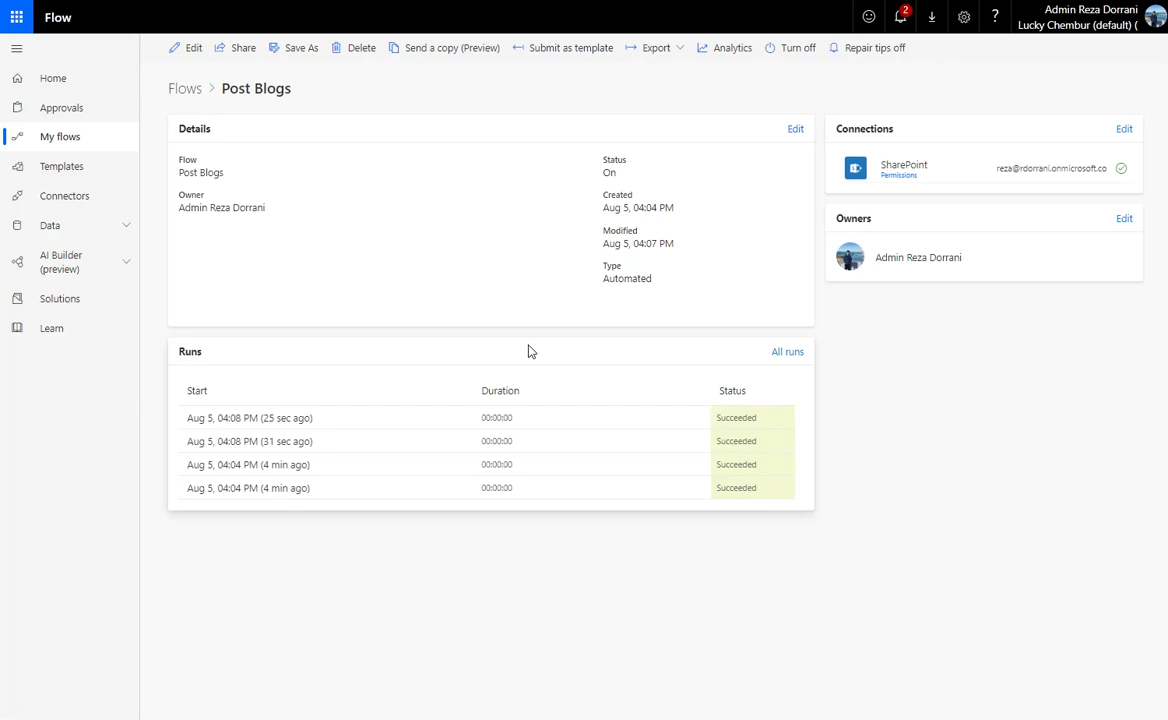 Flow
2
Admin Reza Dorrani
Lucky Chembur (default) (
Edit
Share
Save As
Delete
Send a copy (Preview)
Submit as template
Export
Analytics
Turn off
Repair tips off
Home
Approvals
My flows
Templates
Connectors
Data
AI Builder
(preview)
Solutions
Learn
Flows > Post Blogs
Details
Edit
Flow
Post Blogs
Owner
Admin Reza Dorrani
Status
On
Created
Aug 5, 04:04 PM
Modified
Aug 5, 04:07 PM
Type
Automated
Connections
Edit
SharePoint
Permissions
reza@rdorrani.onmicrosoft.co
Owners
Edit
Admin Reza Dorrani
Runs
All runs
Start Duration Status
Aug 5, 04:08 PM (25 sec ago) 00:00:00 Succeeded
Aug 5, 04:08 PM (31 sec ago) 00:00:00 Succeeded
Aug 5, 04:04 PM (4 min ago) 00:00:00 Succeeded
Aug 5, 04:04 PM (4 min ago) 00:00:00 Succeeded